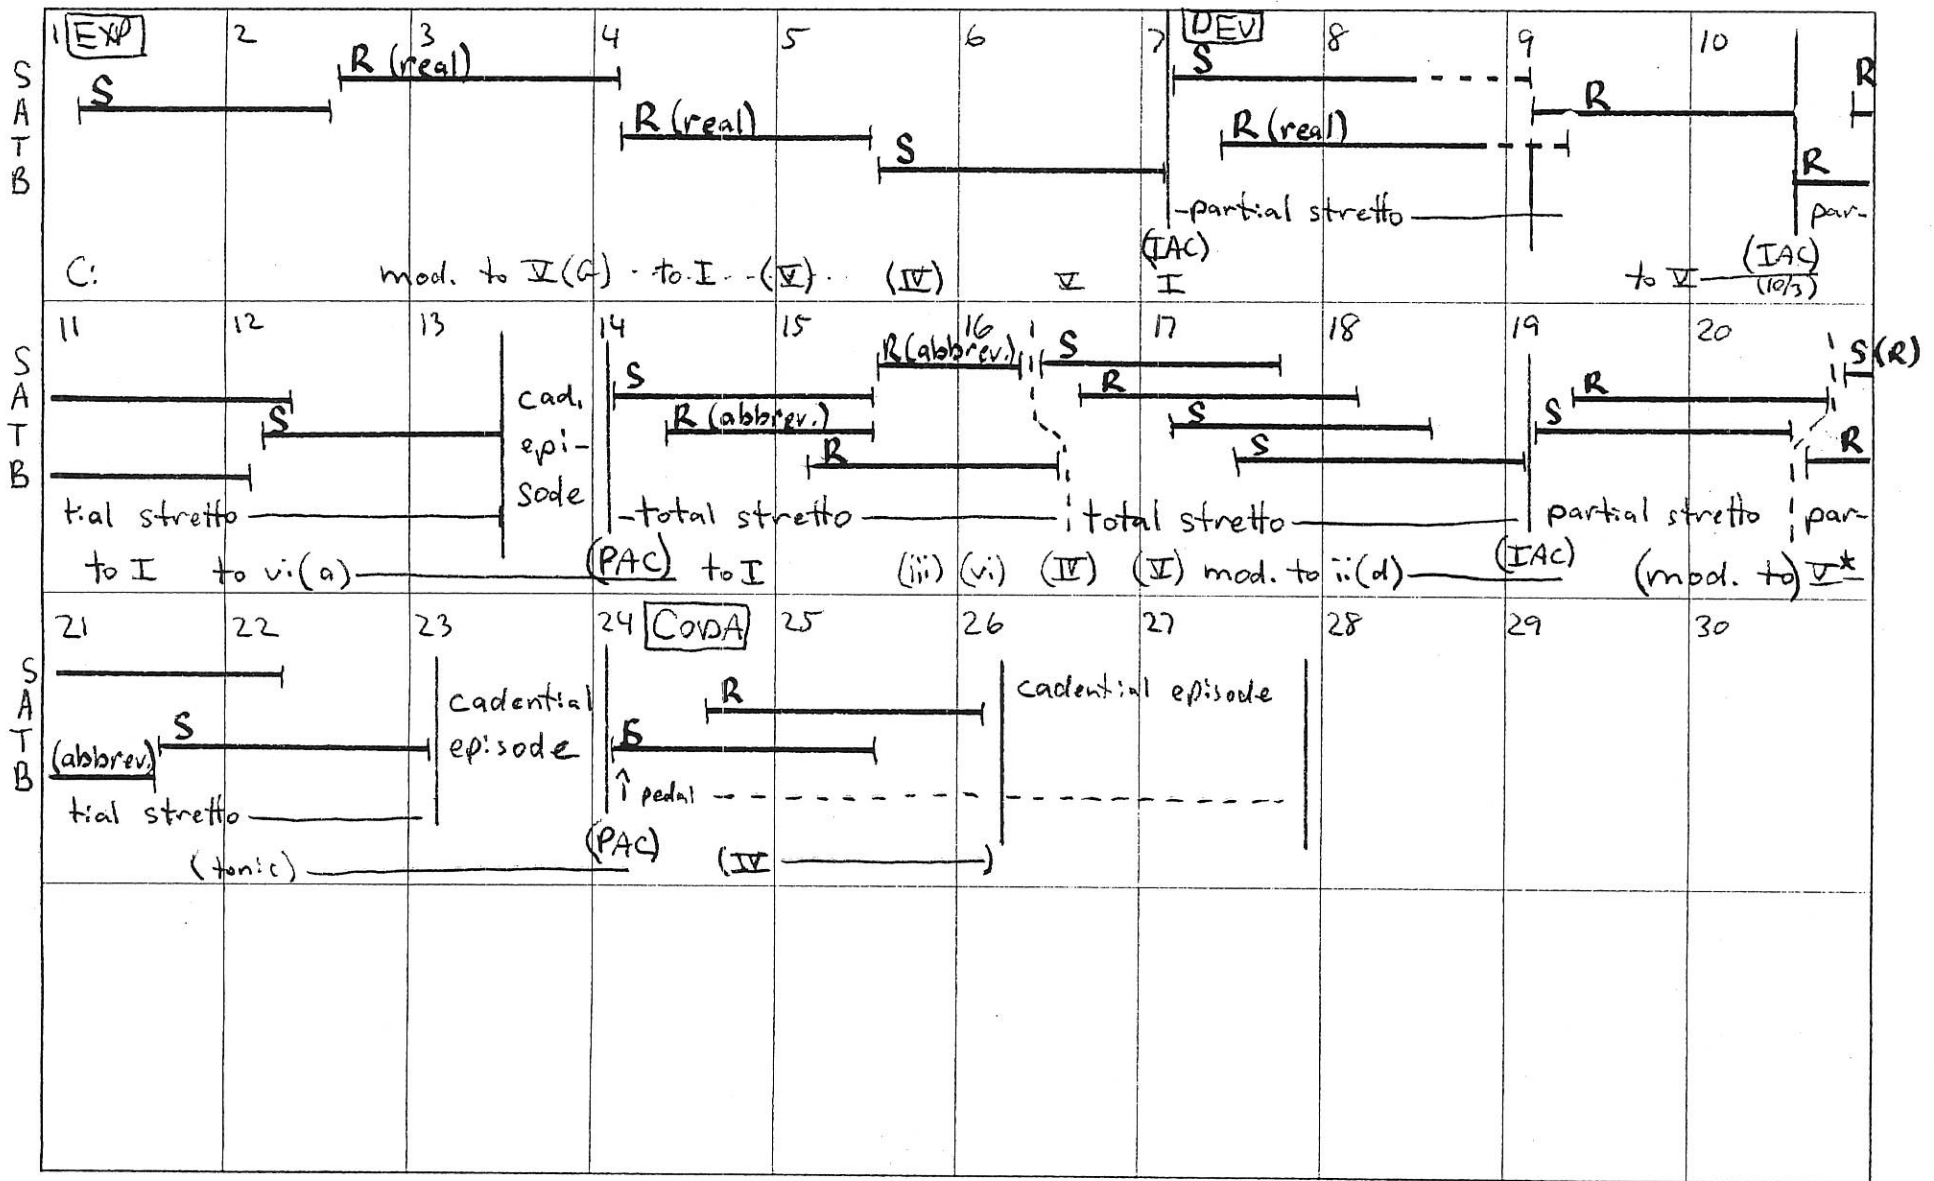 1 EXP 2 3 4 5 6 7 DEV 8 9 10
S A T B
S R (real) R (real) S S R (real) R R R
-partial stretto par-
(IAC) (IAC)
C: mod. to V(G) · to I -- (V) ·· (IV) V I to V (10/3)
11 12 13 14 15 16 17 18 19 20
S A T B
S cad. epi- sode S R (abbrev.) R R (abbrev.) S R S S R S S (R) R
tial stretto -total stretto total stretto partial stretto par-
(PAC) (IAC)
to I to vi(a) to I (iii) (vi) (IV) (V) mod. to ii(d) (mod. to) V*
21 22 23 24 CODA 25 26 27 28 29 30
S A T B
(abbrev.) S
cadential episode
R S
cadential episode
↑ pedal
tial stretto
(PAC)
(tonic) (IV )